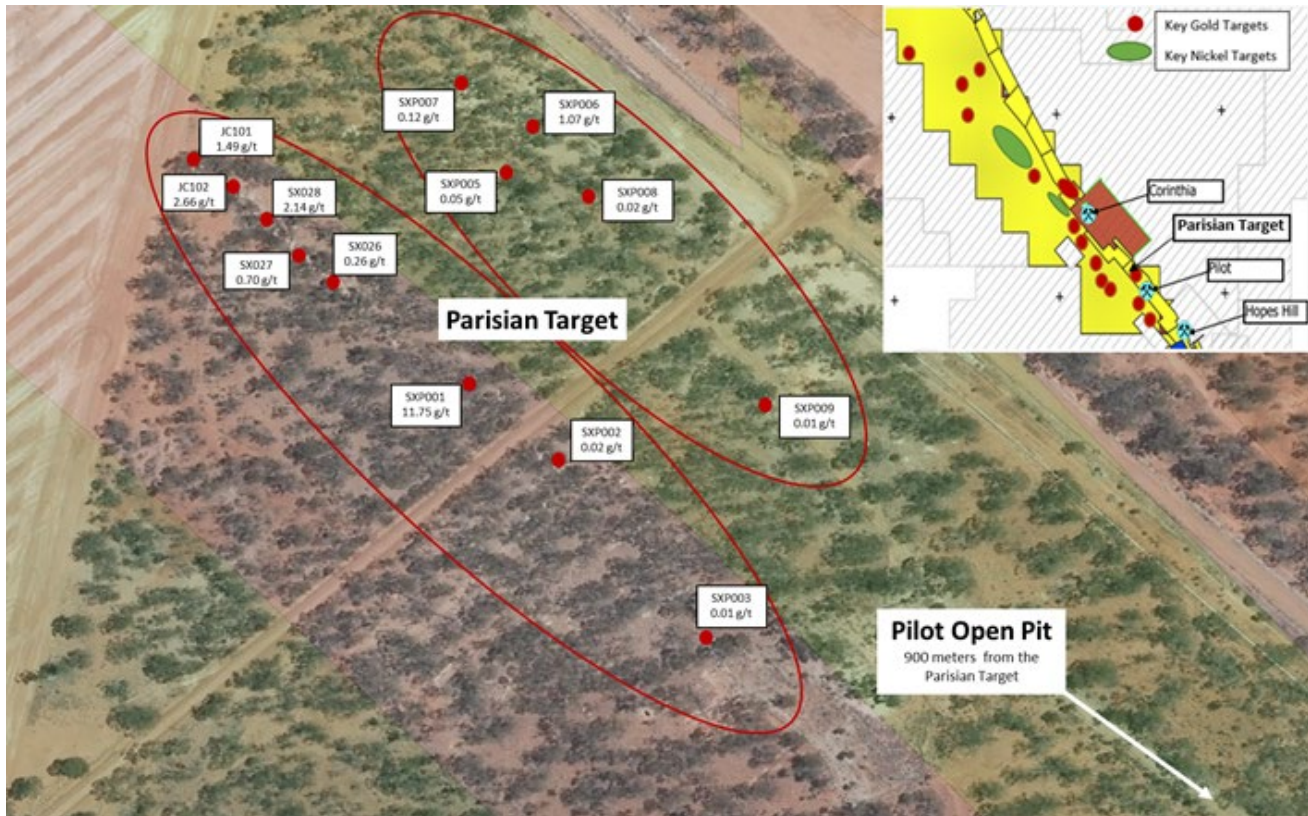 SXP007
0.12 g/t
SXP006
1.07 g/t
JC101
1.49 g/t
JC102
2.66 g/t
SX028
2.14 g/t
SXP005
0.05 g/t
SXP008
0.02 g/t
SX027
0.70 g/t
SX026
0.26 g/t
Parisian Target
SXP001
11.75 g/t
SXP009
0.01 g/t
SXP002
0.02 g/t
SXP003
0.01 g/t
Pilot Open Pit
900 meters from the
Parisian Target
Key Gold Targets
Key Nickel Targets
Corinthia
Parisian Target
Pilot
Hopes Hill